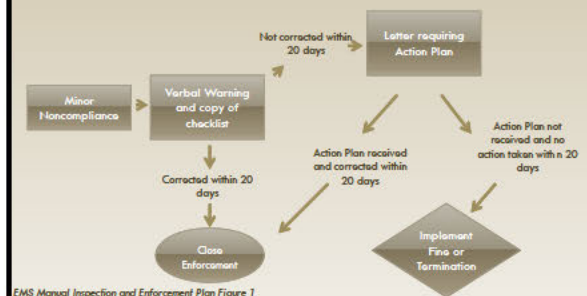 Not corrected within
20 days
Letter requiring
Action Plan
Minor
Noncompliance
Verbal Warning
and copy of
checklist
Corrected within 20
days
Action Plan received
and corrected within
20 days
Action Plan not
received and no
action taken within 20
days
Close
Enforcement
Implement
Fine or
Termination
EMS Manual Inspection and Enforcement Plan Figure 1